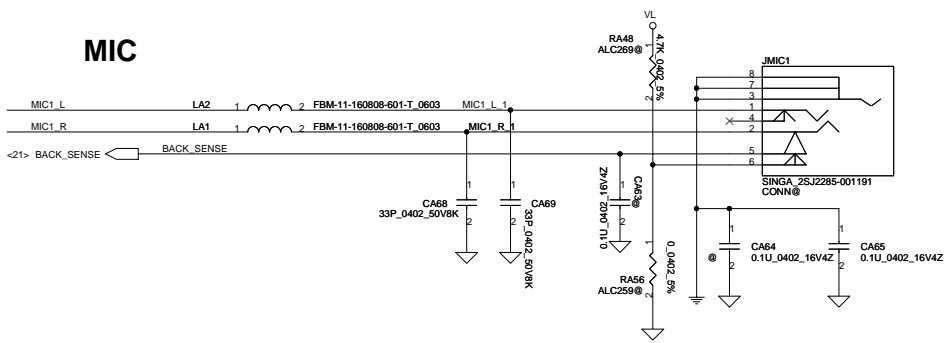 MIC
VL
RA48
ALC269@
4.7K_0402_5%
1
2
JMIC1
8
7
3
1
4
2
5
6
SINGA_2SJ2285-001191
CONN@
MIC1_L
LA2
1
2
FBM-11-160808-601-T_0603
MIC1_L_1
MIC1_R
LA1
1
2
FBM-11-160808-601-T_0603
MIC1_R_1
<21> BACK_SENSE
BACK_SENSE
1
2
CA68
33P_0402_50V8K
1
2
CA69
33P_0402_50V8K
1
2
CA63
@
0.1U_0402_16V4Z
1
2
0_0402_5%
RA56
ALC259@
1
2
@
CA64
0.1U_0402_16V4Z
1
2
CA65
0.1U_0402_16V4Z